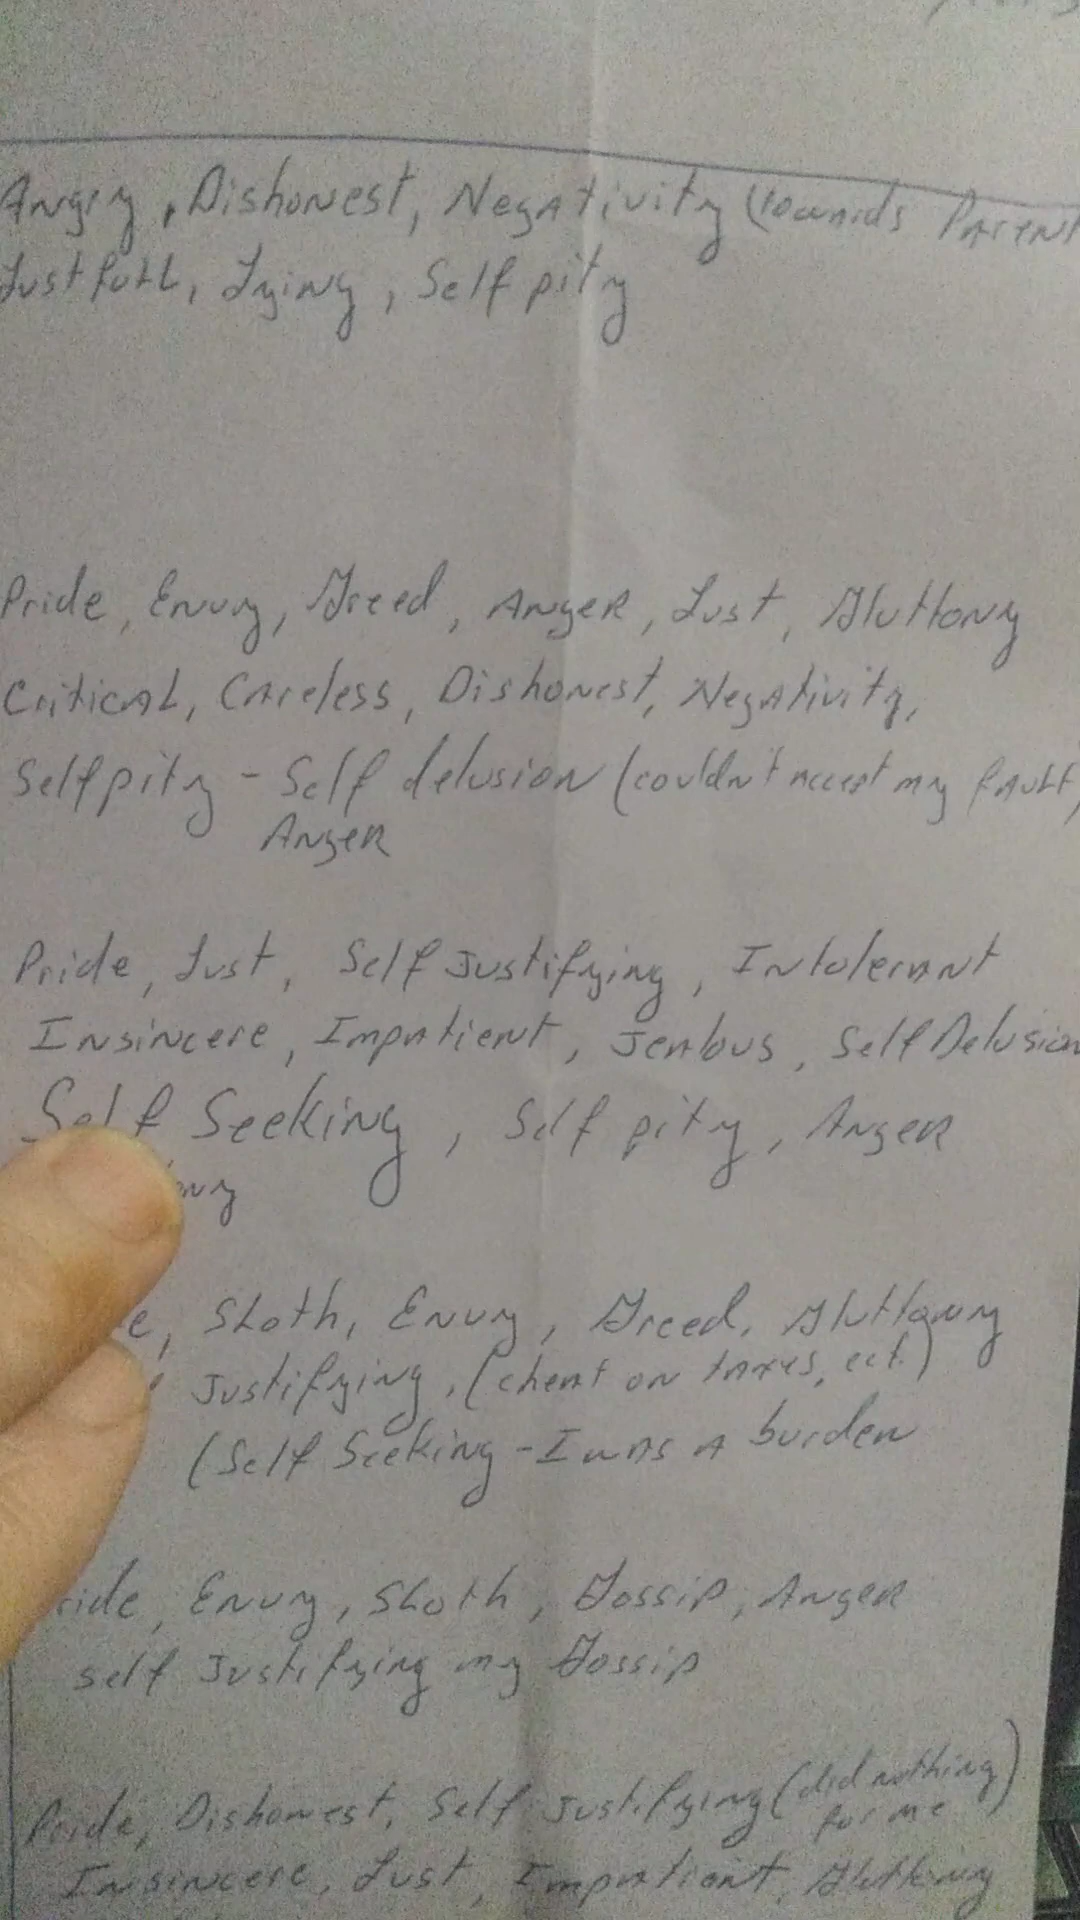 Angry, Dishonest, Negativity (towards Parent
Lustfull, Lying, Self pity
Pride, Envy, Greed, Anger, Lust, Gluttony
Critical, Careless, Dishonest, Negativity,
Selfpity - Self delusion (couldn't accept my fault)
Anger
Pride, Lust, Self Justifying, Intolerant
Insincere, Impatient, Jealous, Self Delusion
Self Seeking, Self pity, Anger
Sloth, Envy, Greed, Gluttony
Justifying, (cheat on taxes, ect.)
(Self Seeking - I was a burden
ride, Envy, Sloth, Gossip, Anger
self Justifying my Gossip
Pride, Dishonest, Self Justifying (did nothing)
for me
Insincere, Lust, Impatient, Gluttony